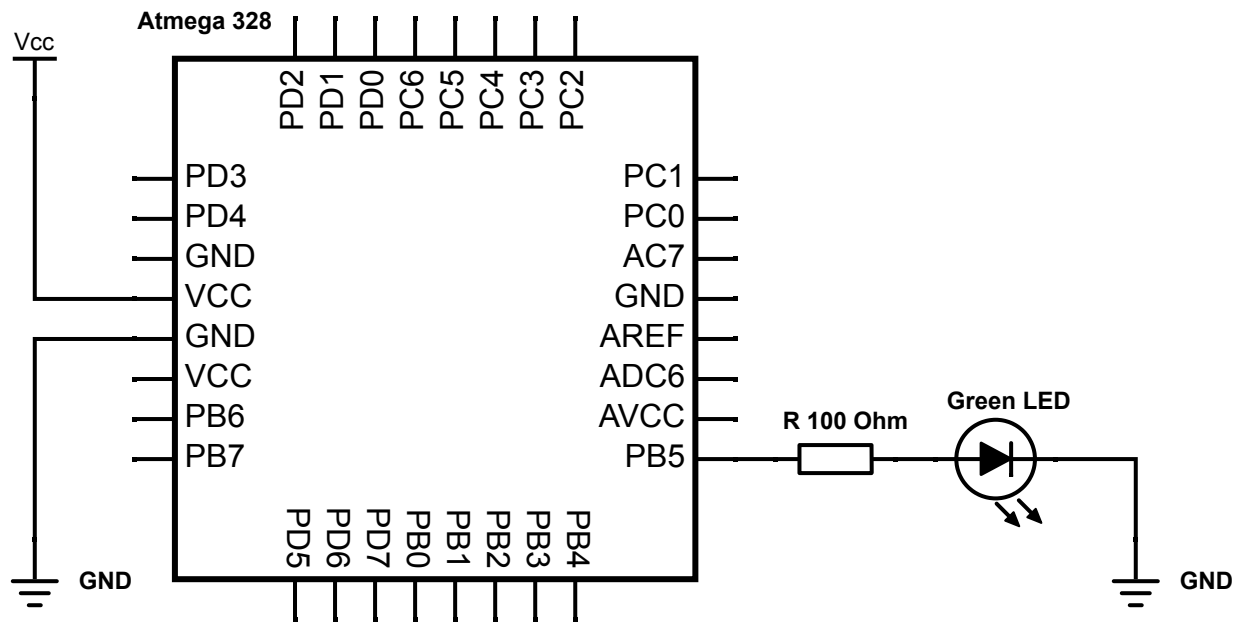 Atmega 328
Vcc
PD2
PD1
PD0
PC6
PC5
PC4
PC3
PC2
PD3
PD4
GND
VCC
GND
VCC
PB6
PB7
PC1
PC0
AC7
GND
AREF
ADC6
AVCC
PB5
R 100 Ohm
Green LED
PD5
PD6
PD7
PB0
PB1
PB2
PB3
PB4
GND
GND